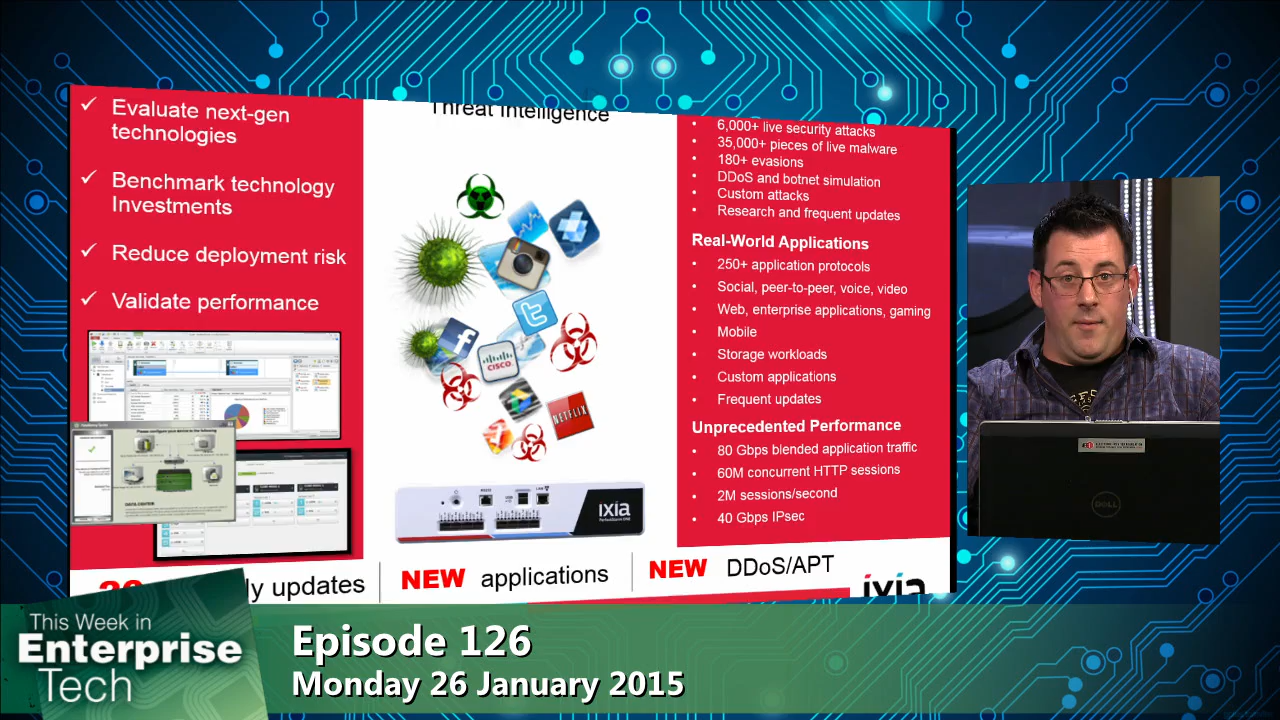 Evaluate next-gen
technologies
Benchmark technology
Investments
Reduce deployment risk
Validate performance
Threat Intelligence
CISCO
NETFLIX
ixia
6,000+ live security attacks
35,000+ pieces of live malware
180+ evasions
DDoS and botnet simulation
Custom attacks
Research and frequent updates
Real-World Applications
250+ application protocols
Social, peer-to-peer, voice, video
Web, enterprise applications, gaming
Mobile
Storage workloads
Custom applications
Frequent updates
Unprecedented Performance
80 Gbps blended application traffic
60M concurrent HTTP sessions
2M sessions/second
40 Gbps IPsec
updates
NEW applications
NEW DDoS/APT
ixia
DELL
This Week in
Enterprise
Tech
Episode 126
Monday 26 January 2015